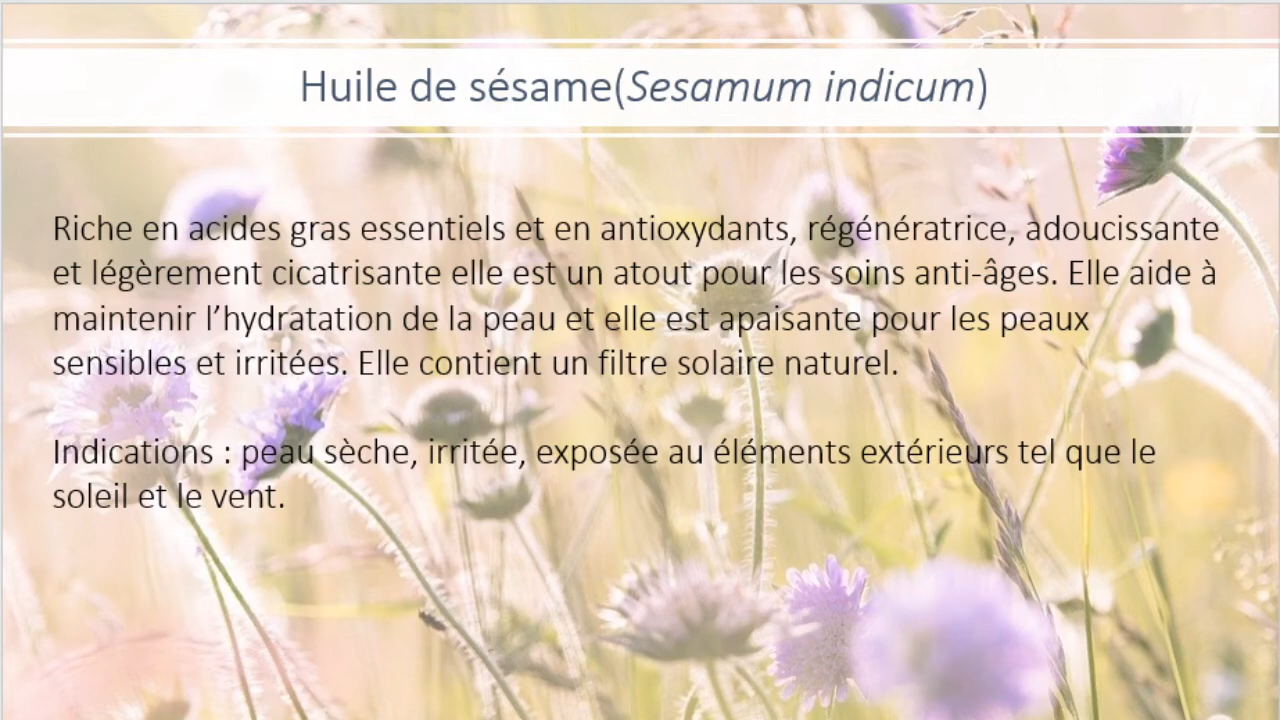 Huile de sésame(Sesamum indicum)
Riche en acides gras essentiels et en antioxydants, régénératrice, adoucissante
et légèrement cicatrisante elle est un atout pour les soins anti-âges. Elle aide à
maintenir l’hydratation de la peau et elle est apaisante pour les peaux
sensibles et irritées. Elle contient un filtre solaire naturel.
Indications : peau sèche, irritée, exposée au éléments extérieurs tel que le
soleil et le vent.